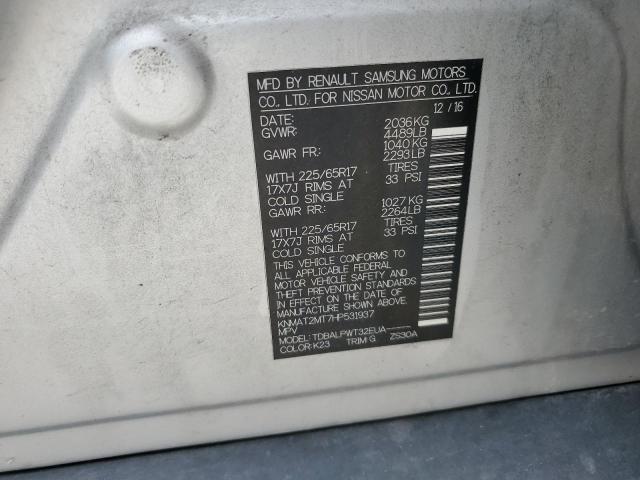 MFD BY RENAULT SAMSUNG MOTORS
CO., LTD. FOR NISSAN MOTOR CO., LTD.
DATE: 12/16
GVWR: 2036KG
4489LB
GAWR FR: 1040KG
2293LB
WITH 225/65R17 TIRES
17X7J RIMS AT 33 PSI
COLD SINGLE
GAWR RR: 1027KG
2264LB
WITH 225/65R17 TIRES
17X7J RIMS AT 33 PSI
COLD SINGLE
THIS VEHICLE CONFORMS TO
ALL APPLICABLE FEDERAL
MOTOR VEHICLE SAFETY AND
THEFT PREVENTION STANDARDS
IN EFFECT ON THE DATE OF
MANUFACTURE SHOWN ABOVE.
KNMAT2MT7HP531937
MPV
MODEL: TDBALPWT32EUA-----
COLOR:K23 TRIM:G ZS30A